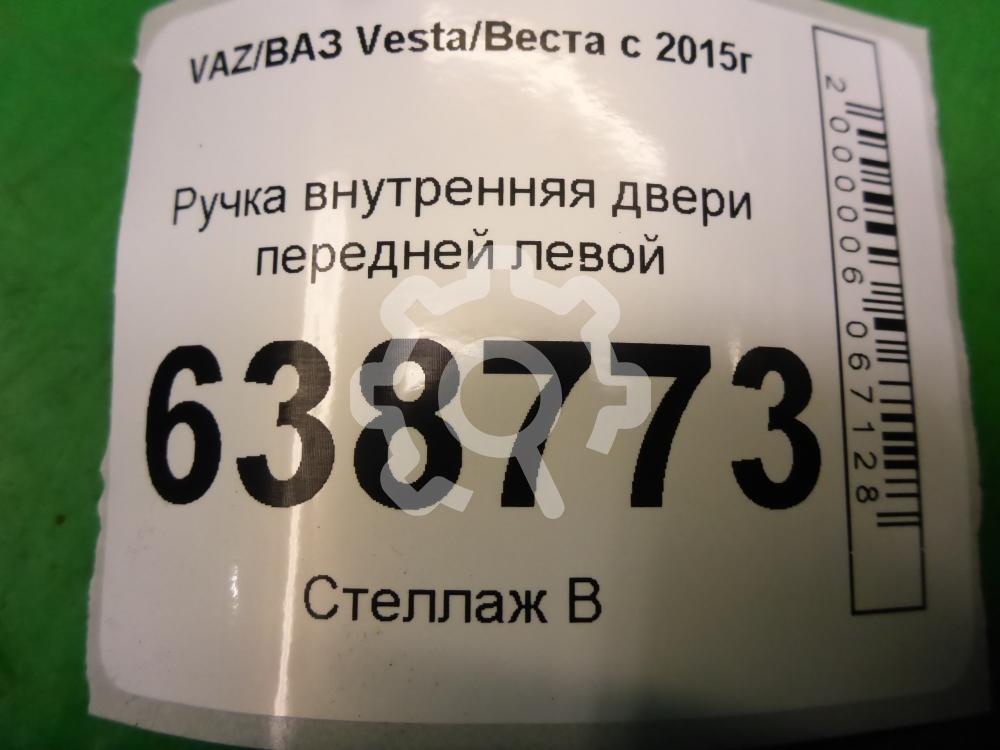 VAZ/ВАЗ Vesta/Веста с 2015г
Ручка внутренняя двери
передней левой
638773
Стеллаж В
2000006067128